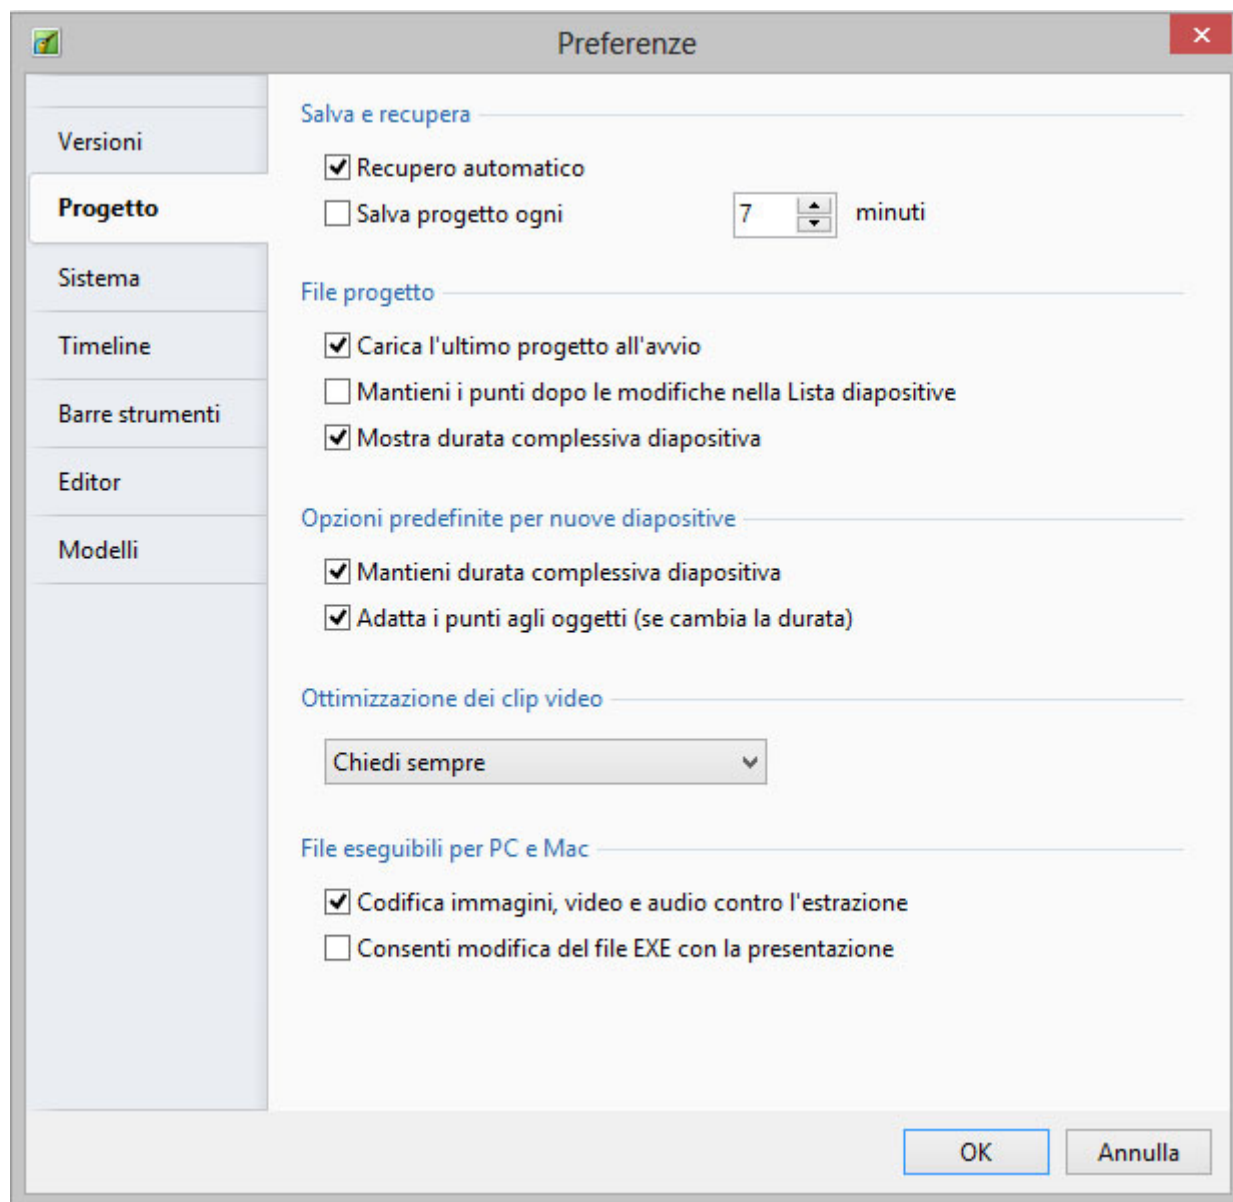 Preferenze
Versioni
Progetto
Sistema
Timeline
Barre strumenti
Editor
Modelli
Salva e recupera
Recupero automatico
Salva progetto ogni 7 minuti
File progetto
Carica l'ultimo progetto all'avvio
Mantieni i punti dopo le modifiche nella Lista diapositive
Mostra durata complessiva diapositiva
Opzioni predefinite per nuove diapositive
Mantieni durata complessiva diapositiva
Adatta i punti agli oggetti (se cambia la durata)
Ottimizzazione dei clip video
Chiedi sempre
File eseguibili per PC e Mac
Codifica immagini, video e audio contro l'estrazione
Consenti modifica del file EXE con la presentazione
OK Annulla